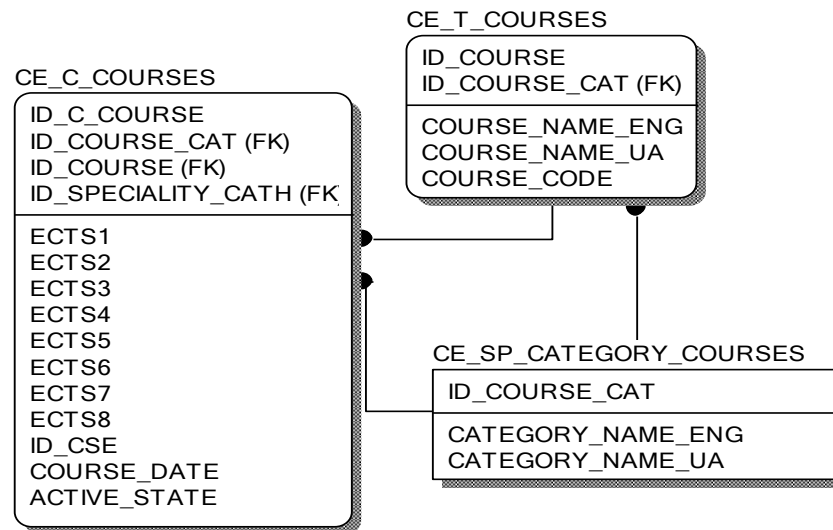 CE_C_COURSES
ID_C_COURSE
ID_COURSE_CAT (FK)
ID_COURSE (FK)
ID_SPECIALITY_CATH (FK)
ECTS1
ECTS2
ECTS3
ECTS4
ECTS5
ECTS6
ECTS7
ECTS8
ID_CSE
COURSE_DATE
ACTIVE_STATE
CE_T_COURSES
ID_COURSE
ID_COURSE_CAT (FK)
COURSE_NAME_ENG
COURSE_NAME_UA
COURSE_CODE
CE_SP_CATEGORY_COURSES
ID_COURSE_CAT
CATEGORY_NAME_ENG
CATEGORY_NAME_UA